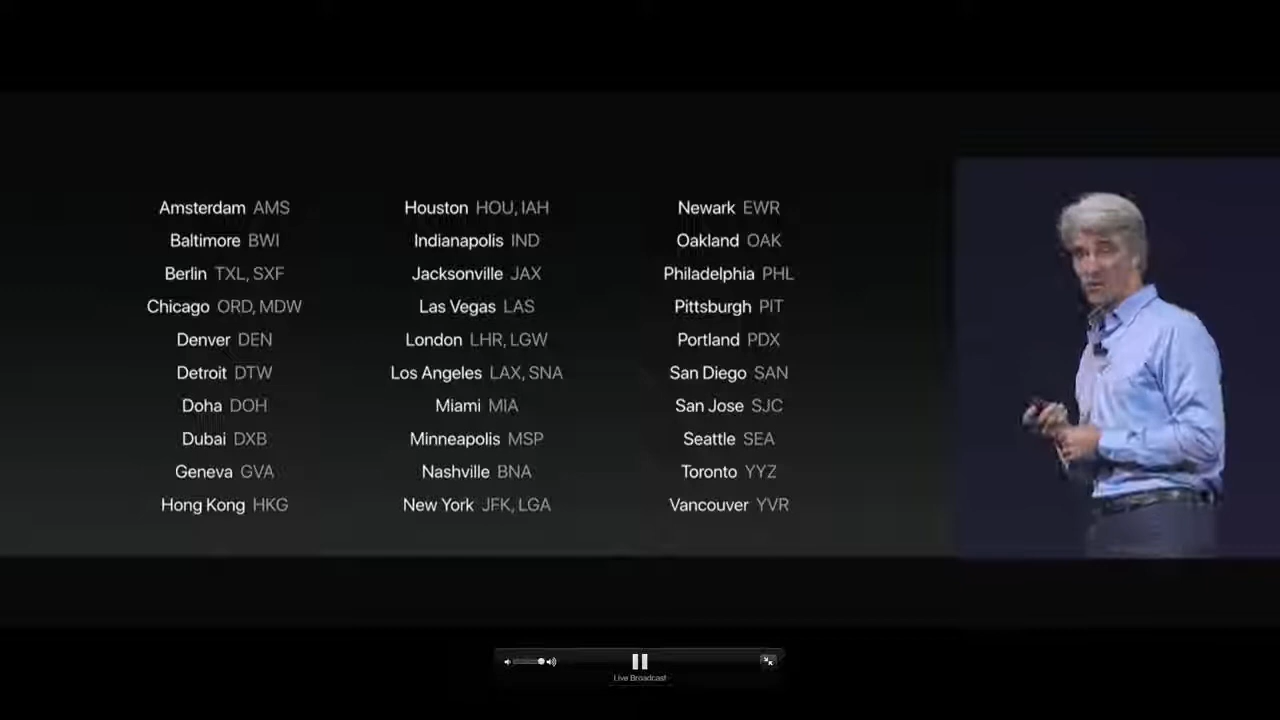 Amsterdam AMS
Baltimore BWI
Berlin TXL, SXF
Chicago ORD, MDW
Denver DEN
Detroit DTW
Doha DOH
Dubai DXB
Geneva GVA
Hong Kong HKG
Houston HOU, IAH
Indianapolis IND
Jacksonville JAX
Las Vegas LAS
London LHR, LGW
Los Angeles LAX, SNA
Miami MIA
Minneapolis MSP
Nashville BNA
New York JFK, LGA
Newark EWR
Oakland OAK
Philadelphia PHL
Pittsburgh PIT
Portland PDX
San Diego SAN
San Jose SJC
Seattle SEA
Toronto YYZ
Vancouver YVR
Live Broadcast